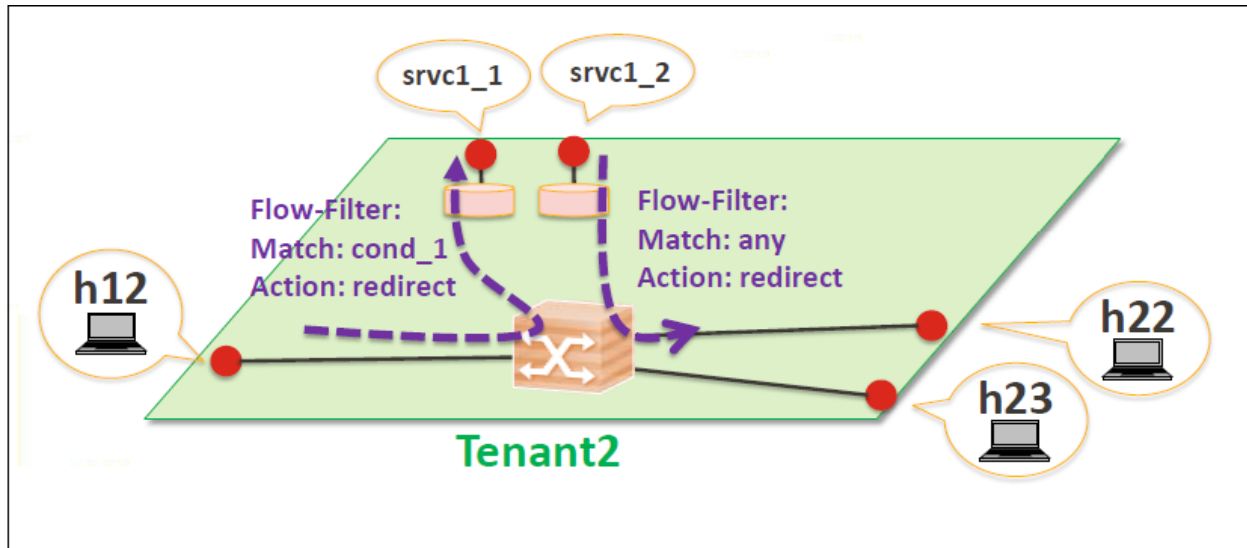 srvc1_1
srvc1_2
Flow-Filter:
Match: cond_1
Action: redirect
Flow-Filter:
Match: any
Action: redirect
h12
h22
h23
Tenant2